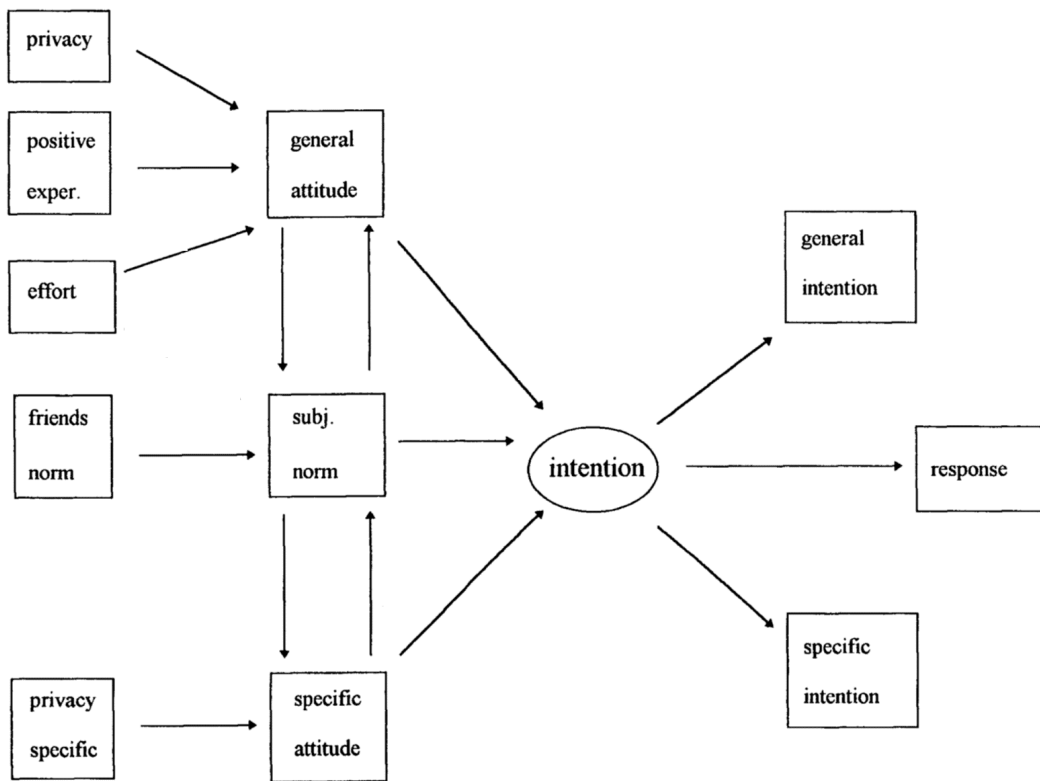 privacy
positive
exper.
effort
friends
norm
privacy
specific
general
attitude
subj.
norm
specific
attitude
intention
general
intention
response
specific
intention